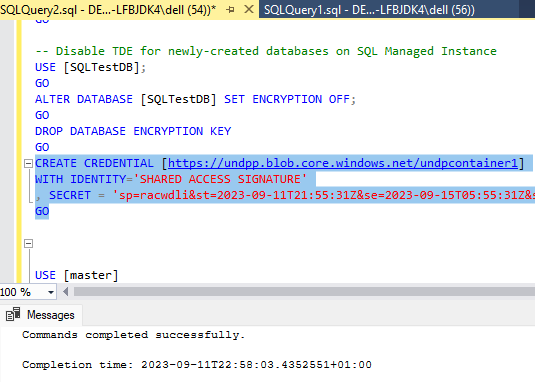 SQLQuery2.sql - DE...-LFBJDK4\dell (54))* SQLQuery1.sql - DE...-LFBJDK4\dell (56))
GO
-- Disable TDE for newly-created databases on SQL Managed Instance
USE [SQLTestDB];
GO
ALTER DATABASE [SQLTestDB] SET ENCRYPTION OFF;
GO
DROP DATABASE ENCRYPTION KEY
GO
CREATE CREDENTIAL [https://undpp.blob.core.windows.net/undpcontainer1]
WITH IDENTITY='SHARED ACCESS SIGNATURE'
, SECRET = 'sp=racwdli&st=2023-09-11T21:55:31Z&se=2023-09-15T05:55:31Z&
GO
USE [master]
100 %
Messages
Commands completed successfully.
Completion time: 2023-09-11T22:58:03.4352551+01:00